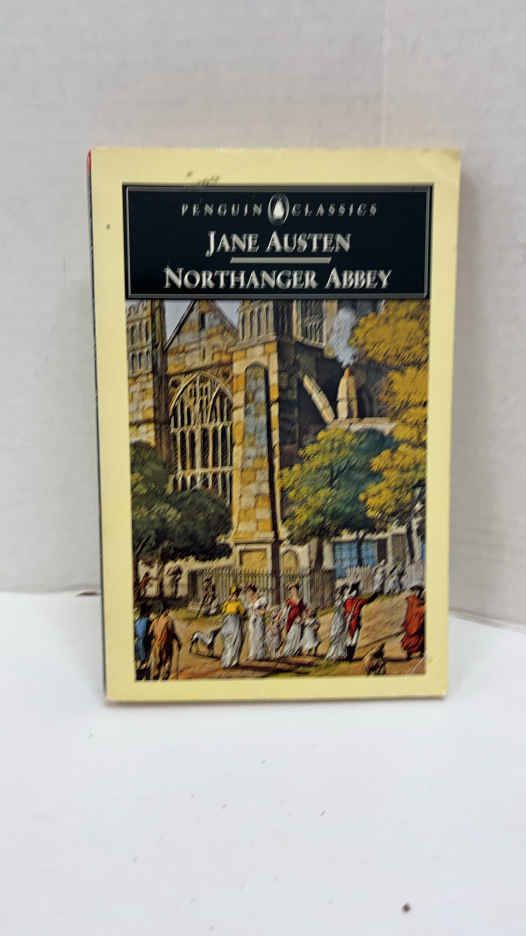 PENGUIN CLASSICS
JANE AUSTEN
NORTHANGER ABBEY